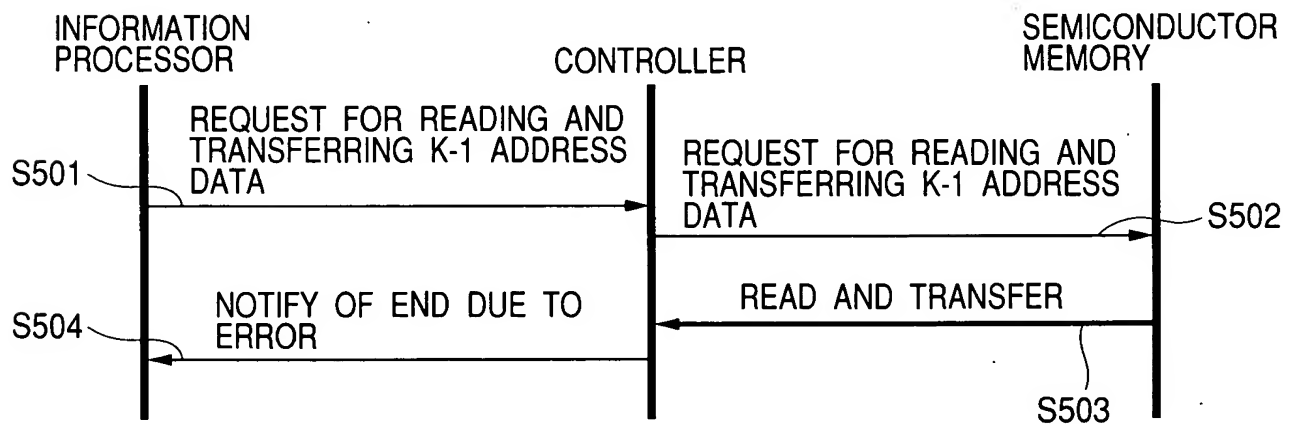 INFORMATION
PROCESSOR
CONTROLLER
SEMICONDUCTOR
MEMORY
REQUEST FOR READING AND
TRANSFERRING K-1 ADDRESS
DATA
S501
REQUEST FOR READING AND
TRANSFERRING K-1 ADDRESS
DATA
S502
NOTIFY OF END DUE TO
ERROR
S504
READ AND TRANSFER
S503